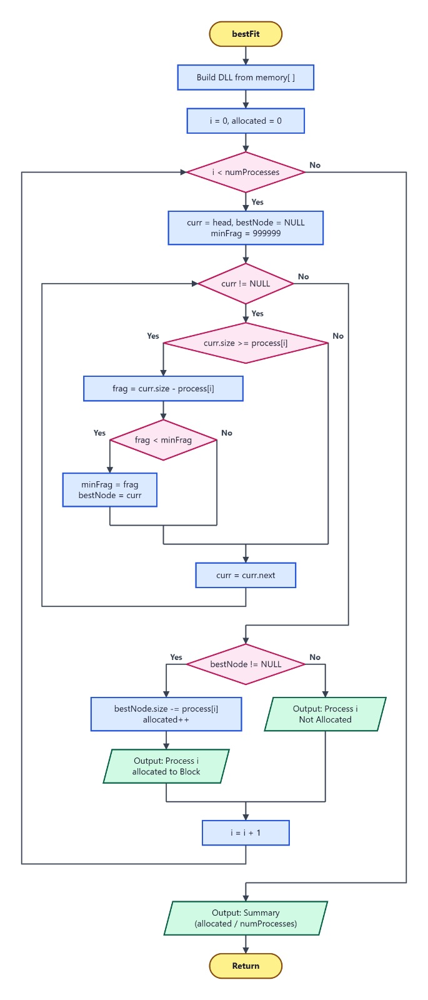 bestFit
Build DLL from memory[ ]
i = 0, allocated = 0
i < numProcesses
No
Yes
curr = head, bestNode = NULL
minFrag = 999999
curr != NULL
No
Yes
curr.size >= process[i]
Yes
No
frag = curr.size - process[i]
frag < minFrag
Yes
No
minFrag = frag
bestNode = curr
curr = curr.next
bestNode != NULL
Yes
No
bestNode.size -= process[i]
allocated++
Output: Process i
Not Allocated
Output: Process i
allocated to Block
i = i + 1
Output: Summary
(allocated / numProcesses)
Return